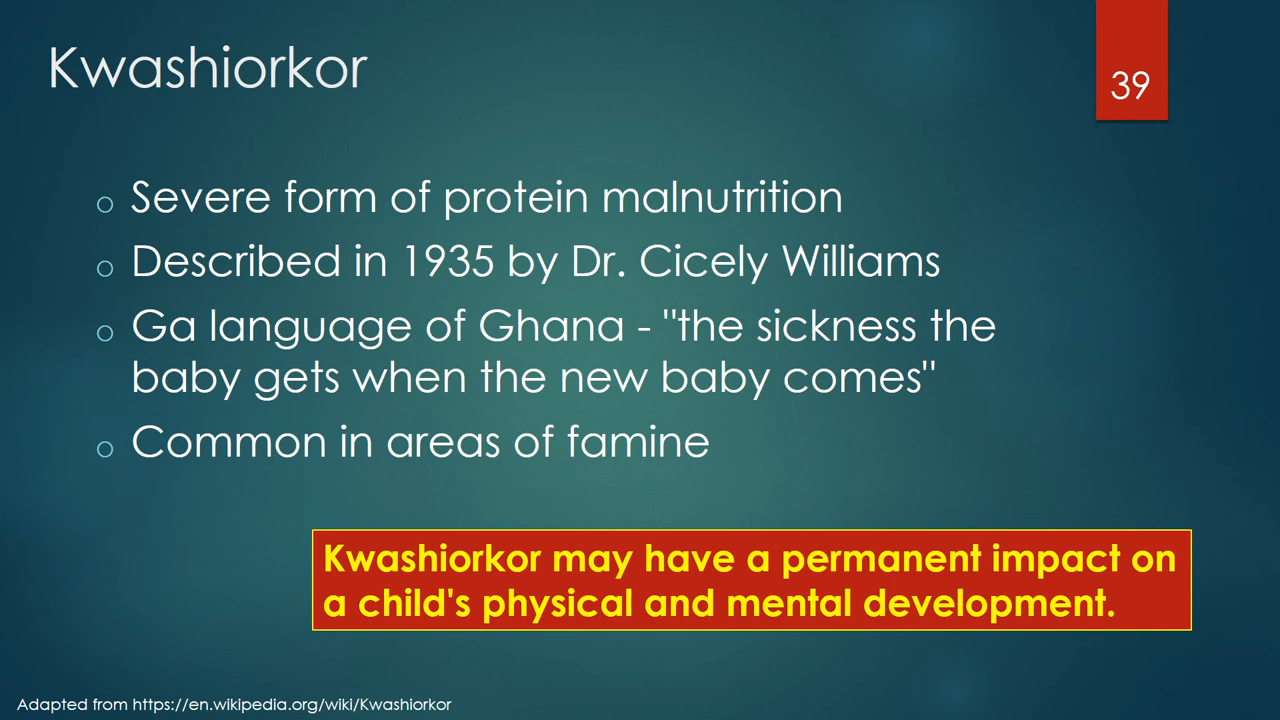 Kwashiorkor
39
o Severe form of protein malnutrition
o Described in 1935 by Dr. Cicely Williams
o Ga language of Ghana - "the sickness the
baby gets when the new baby comes"
o Common in areas of famine
Kwashiorkor may have a permanent impact on
a child's physical and mental development.
Adapted from https://en.wikipedia.org/wiki/Kwashiorkor